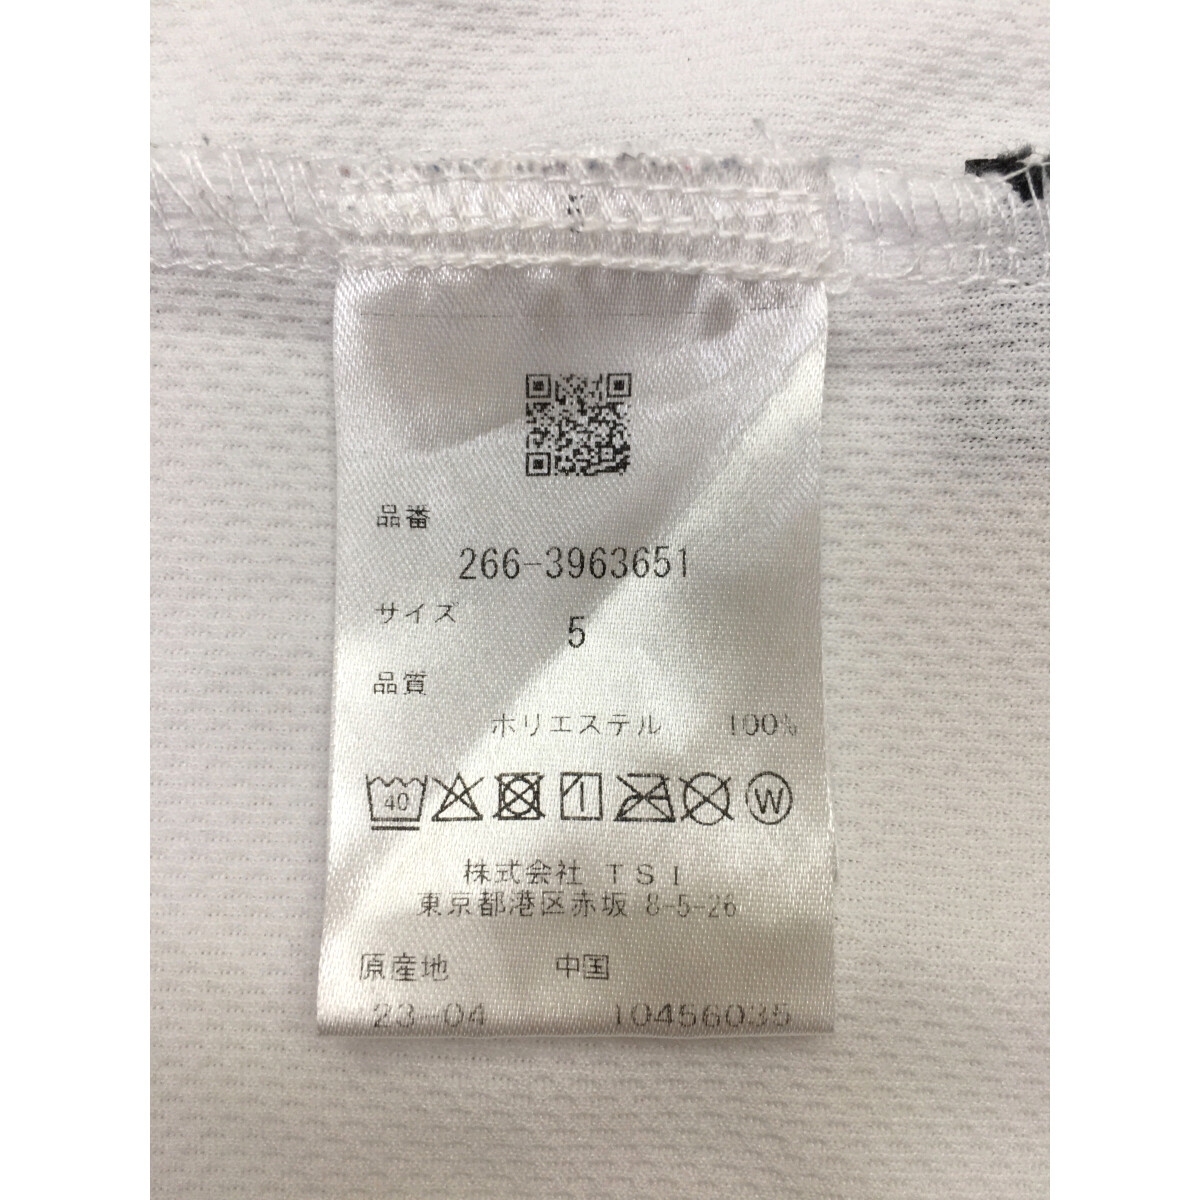 品番
266-3963651
サイズ
5
品質
ポリエステル 100%
40 W
株式会社 TSI
東京都港区赤坂 8-5-26
原産地 中国
23-04 10456035